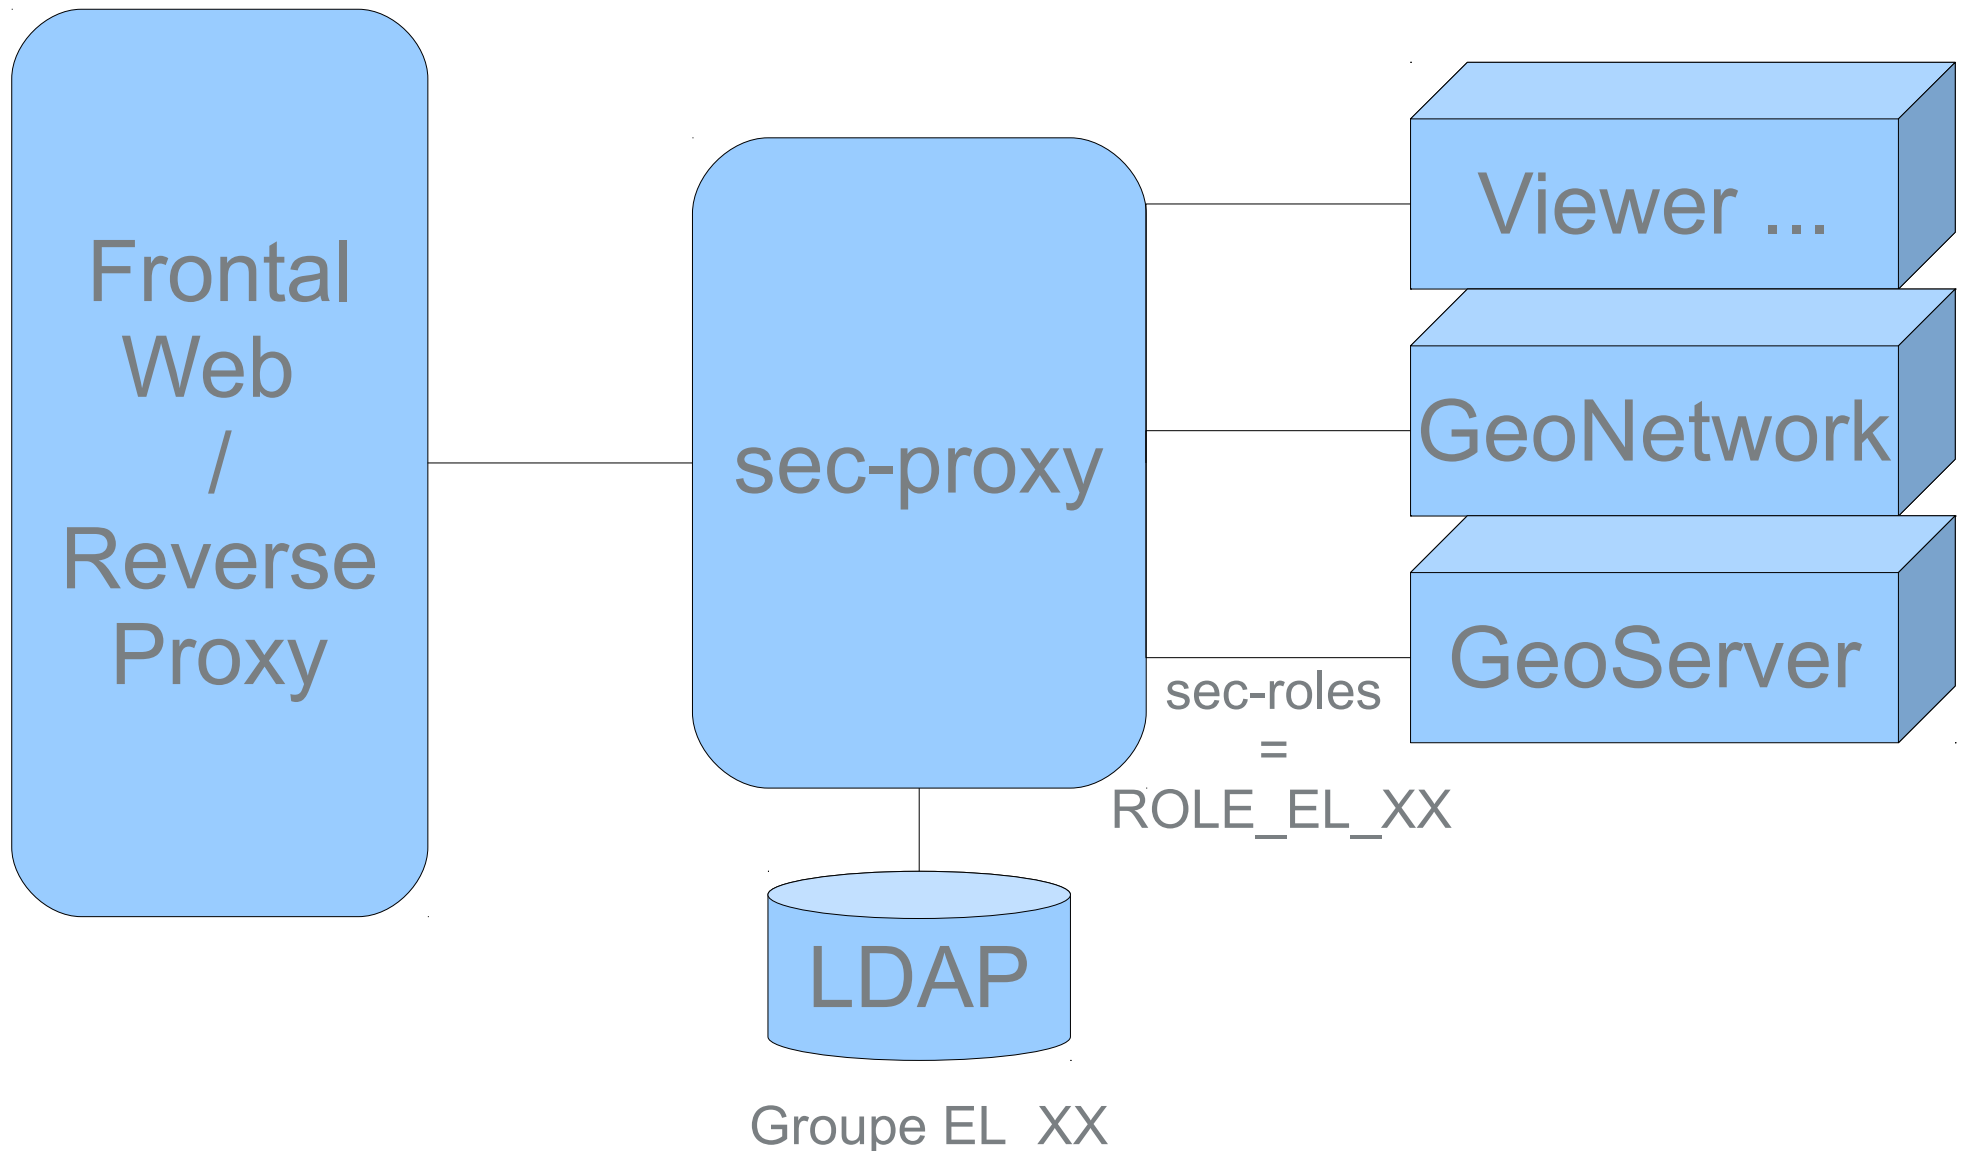 Frontal
Web
/
Reverse
Proxy
sec-proxy
Viewer ...
GeoNetwork
GeoServer
sec-roles
=
ROLE_EL_XX
LDAP
Groupe EL XX